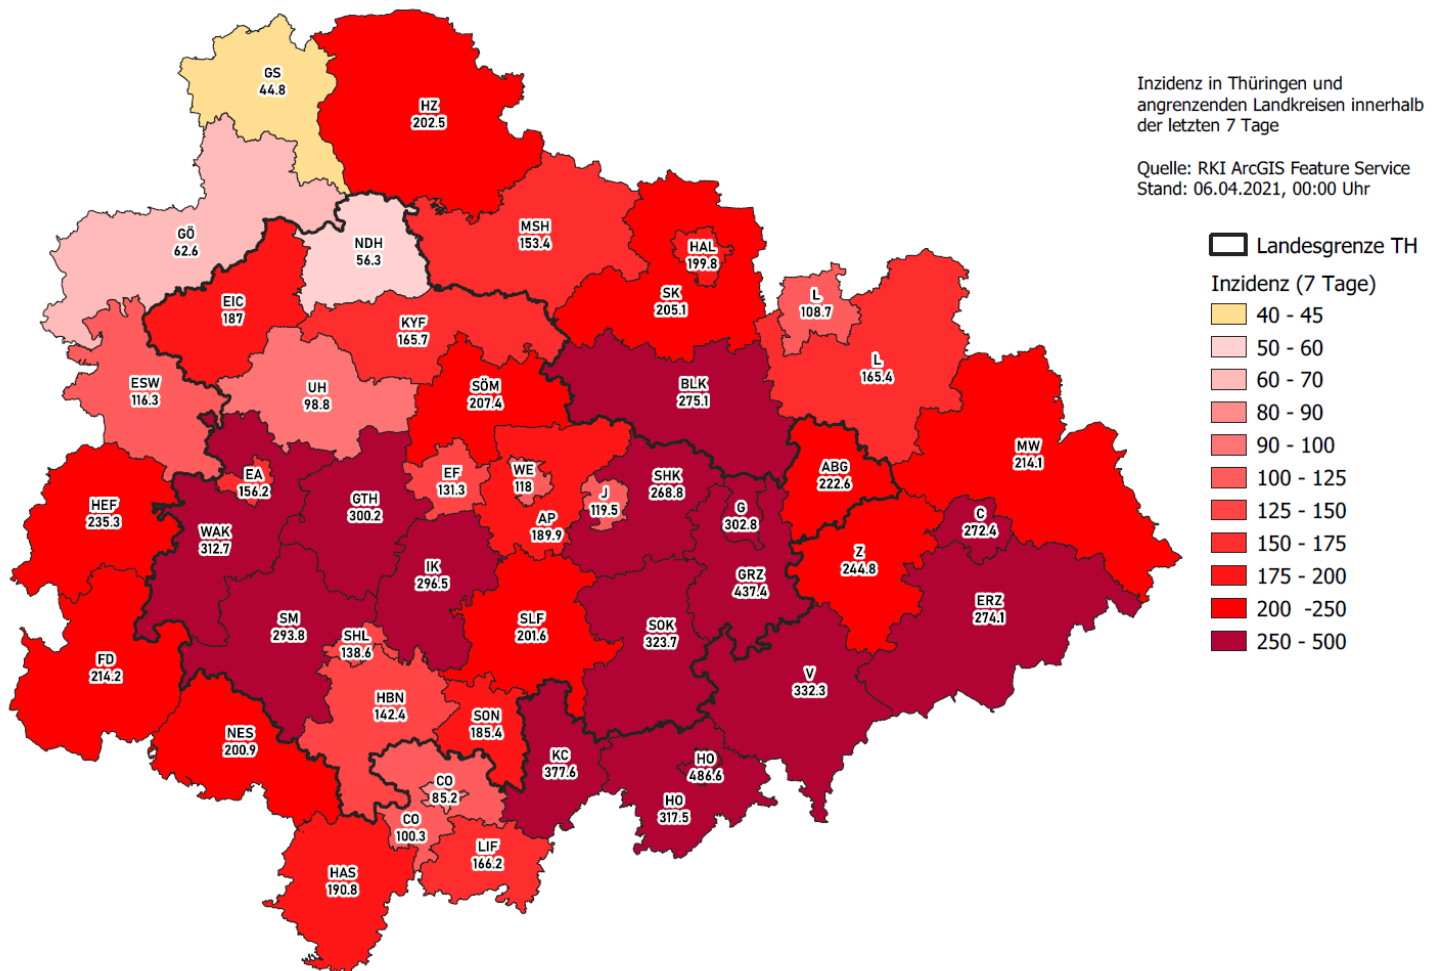 Inzidenz in Thüringen und
angrenzenden Landkreisen innerhalb
der letzten 7 Tage
Quelle: RKI ArcGIS Feature Service
Stand: 06.04.2021, 00:00 Uhr
Landesgrenze TH
Inzidenz (7 Tage)
40 - 45
50 - 60
60 - 70
80 - 90
90 - 100
100 - 125
125 - 150
150 - 175
175 - 200
200 -250
250 - 500
GS
44.8
HZ
202.5
GÖ
62.6
NDH
56.3
MSH
153.4
HAL
199.8
SK
205.1
L
108.7
L
165.4
EIC
187
KYF
165.7
ESW
116.3
UH
98.8
SÖM
207.4
BLK
275.1
MW
214.1
HEF
235.3
EA
156.2
GTH
300.2
EF
131.3
WE
118
J
119.5
SHK
268.8
G
302.8
ABG
222.6
C
272.4
WAK
312.7
AP
189.9
IK
296.5
GRZ
437.4
Z
244.8
ERZ
274.1
SM
293.8
SHL
138.6
SLF
201.6
SOK
323.7
FD
214.2
V
332.3
HBN
142.4
SON
185.4
NES
200.9
KC
377.6
HO
486.6
HO
317.5
CO
85.2
CO
100.3
LIF
166.2
HAS
190.8